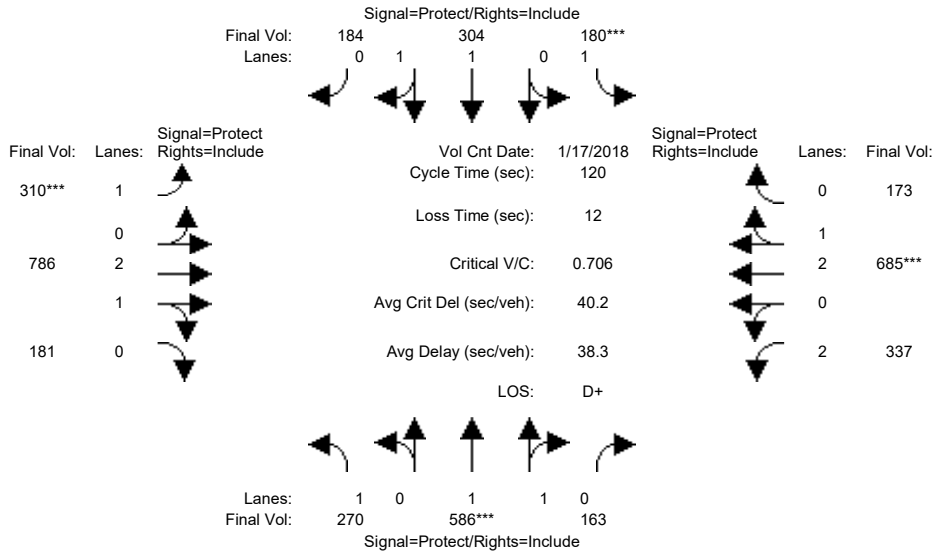 Signal=Protect/Rights=Include
Final Vol: 184 304 180***
Lanes: 0 1 1 0 1
Signal=Protect Signal=Protect
Final Vol: Lanes: Rights=Include Vol Cnt Date: 1/17/2018 Rights=Include Lanes: Final Vol:
Cycle Time (sec): 120
310*** 1 0 173
Loss Time (sec): 12
0 1
786 2 Critical V/C: 0.706 2 685***
1 Avg Crit Del (sec/veh): 40.2 0
181 0 Avg Delay (sec/veh): 38.3 2 337
LOS: D+
Lanes: 1 0 1 1 0
Final Vol: 270 586*** 163
Signal=Protect/Rights=Include